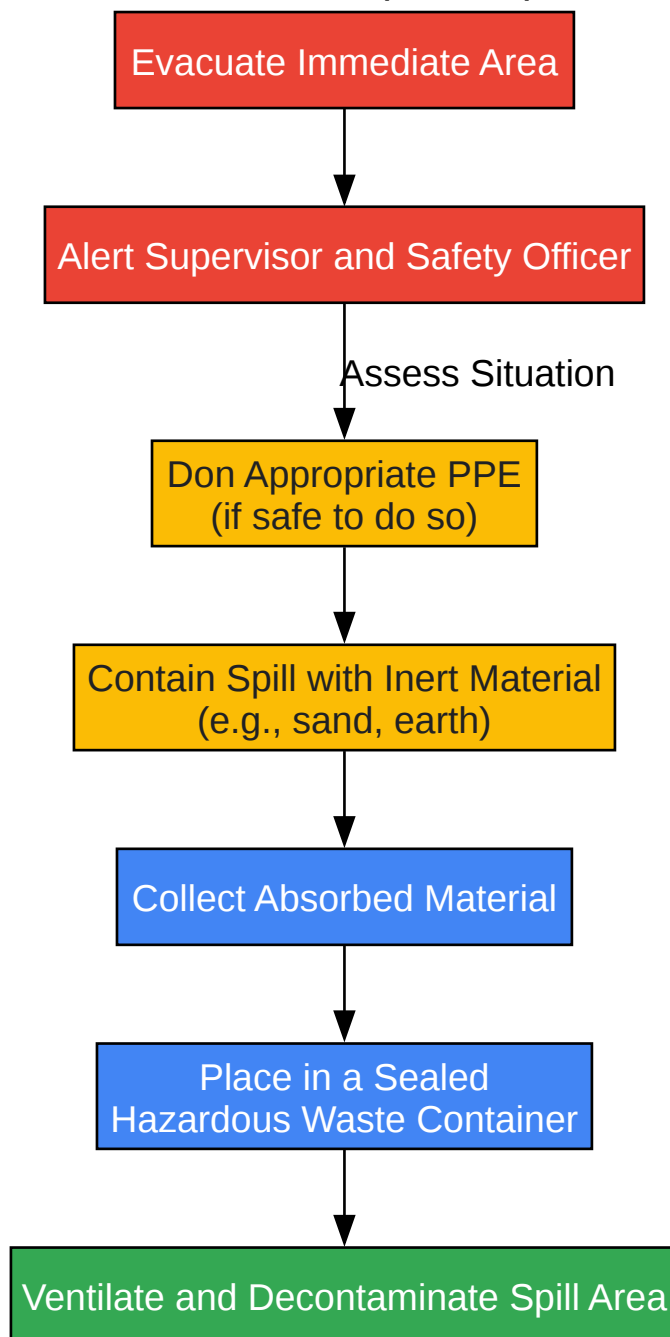 Evacuate Immediate Area
Alert Supervisor and Safety Officer
Assess Situation
Don Appropriate PPE
(if safe to do so)
Contain Spill with Inert Material
(e.g., sand, earth)
Collect Absorbed Material
Place in a Sealed
Hazardous Waste Container
Ventilate and Decontaminate Spill Area